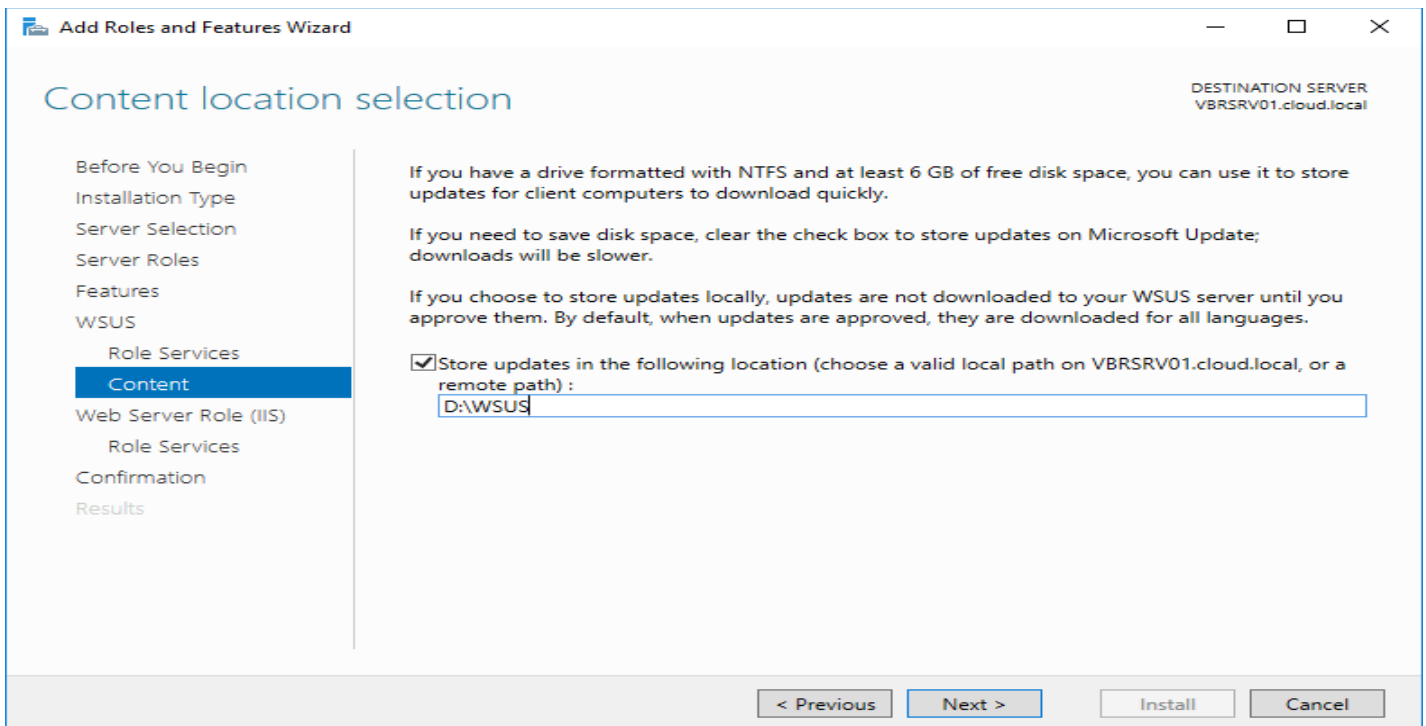 Add Roles and Features Wizard
Content location selection
DESTINATION SERVER
VBRSRV01.cloud.local
Before You Begin
Installation Type
Server Selection
Server Roles
Features
WSUS
Role Services
Content
Web Server Role (IIS)
Role Services
Confirmation
Results
If you have a drive formatted with NTFS and at least 6 GB of free disk space, you can use it to store
updates for client computers to download quickly.
If you need to save disk space, clear the check box to store updates on Microsoft Update;
downloads will be slower.
If you choose to store updates locally, updates are not downloaded to your WSUS server until you
approve them. By default, when updates are approved, they are downloaded for all languages.
Store updates in the following location (choose a valid local path on VBRSRV01.cloud.local, or a
remote path) :
D:\WSUS
< Previous
Next >
Install
Cancel